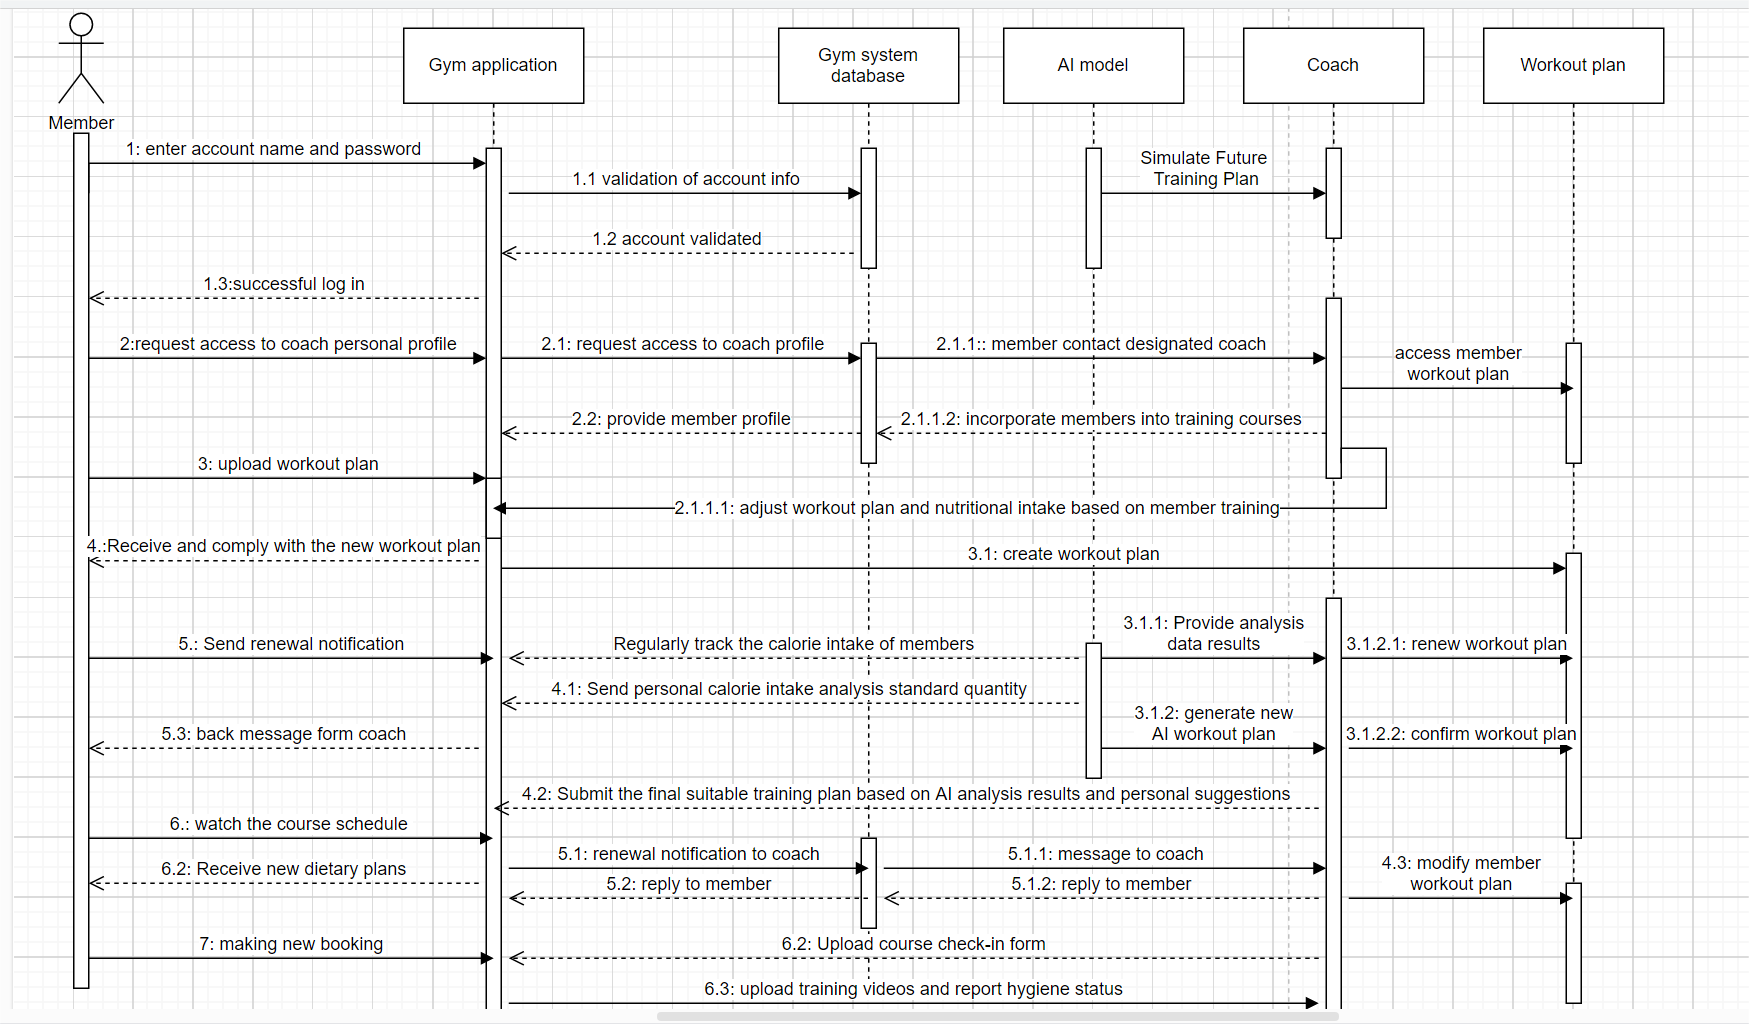 Gym application
Gym system
database
AI model
Coach
Workout plan
Member
1: enter account name and password
Simulate Future
Training Plan
1.1 validation of account info
1.2 account validated
1.3:successful log in
2:request access to coach personal profile
2.1: request access to coach profile
2.1.1:: member contact designated coach
access member
workout plan
2.2: provide member profile
2.1.1.2: incorporate members into training courses
3: upload workout plan
2.1.1.1: adjust workout plan and nutritional intake based on member training
4.:Receive and comply with the new workout plan
3.1: create workout plan
3.1.1: Provide analysis
data results
5.: Send renewal notification
Regularly track the calorie intake of members
3.1.2.1: renew workout plan
4.1: Send personal calorie intake analysis standard quantity
3.1.2: generate new
AI workout plan
5.3: back message form coach
3.1.2.2: confirm workout plan
4.2: Submit the final suitable training plan based on AI analysis results and personal suggestions
6.: watch the course schedule
5.1: renewal notification to coach
5.1.1: message to coach
4.3: modify member
workout plan
6.2: Receive new dietary plans
5.2: reply to member
5.1.2: reply to member
7: making new booking
6.2: Upload course check-in form
6.3: upload training videos and report hygiene status